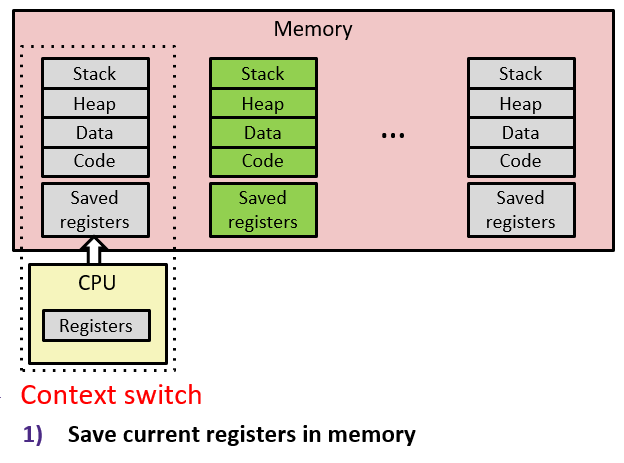 Memory
Stack
Heap
Data
Code
Saved
registers
Stack
Heap
Data
Code
Saved
registers
...
Stack
Heap
Data
Code
Saved
registers
CPU
Registers
Context switch
1) Save current registers in memory